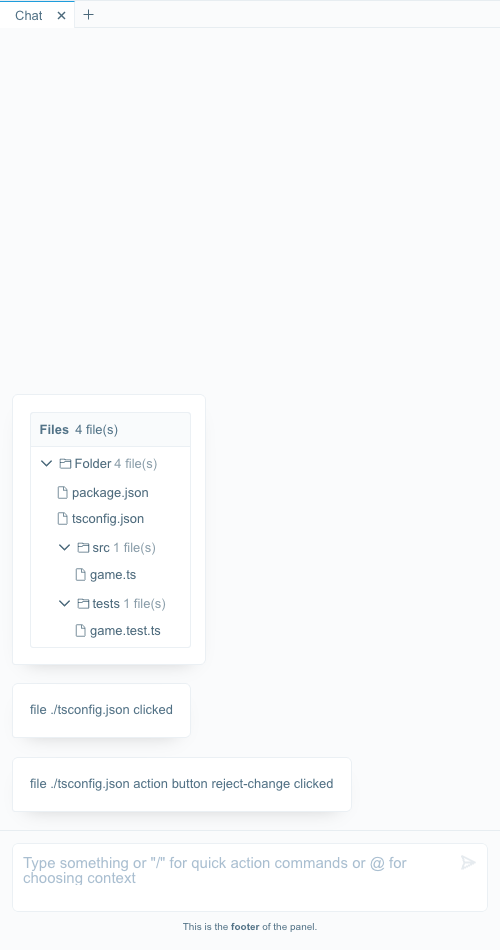 Chat
Files 4 file(s)
Folder 4 file(s)
package.json
tsconfig.json
src 1 file(s)
game.ts
tests 1 file(s)
game.test.ts
file ./tsconfig.json clicked
file ./tsconfig.json action button reject-change clicked
Type something or "/" for quick action commands or @ for
choosing context
This is the footer of the panel.